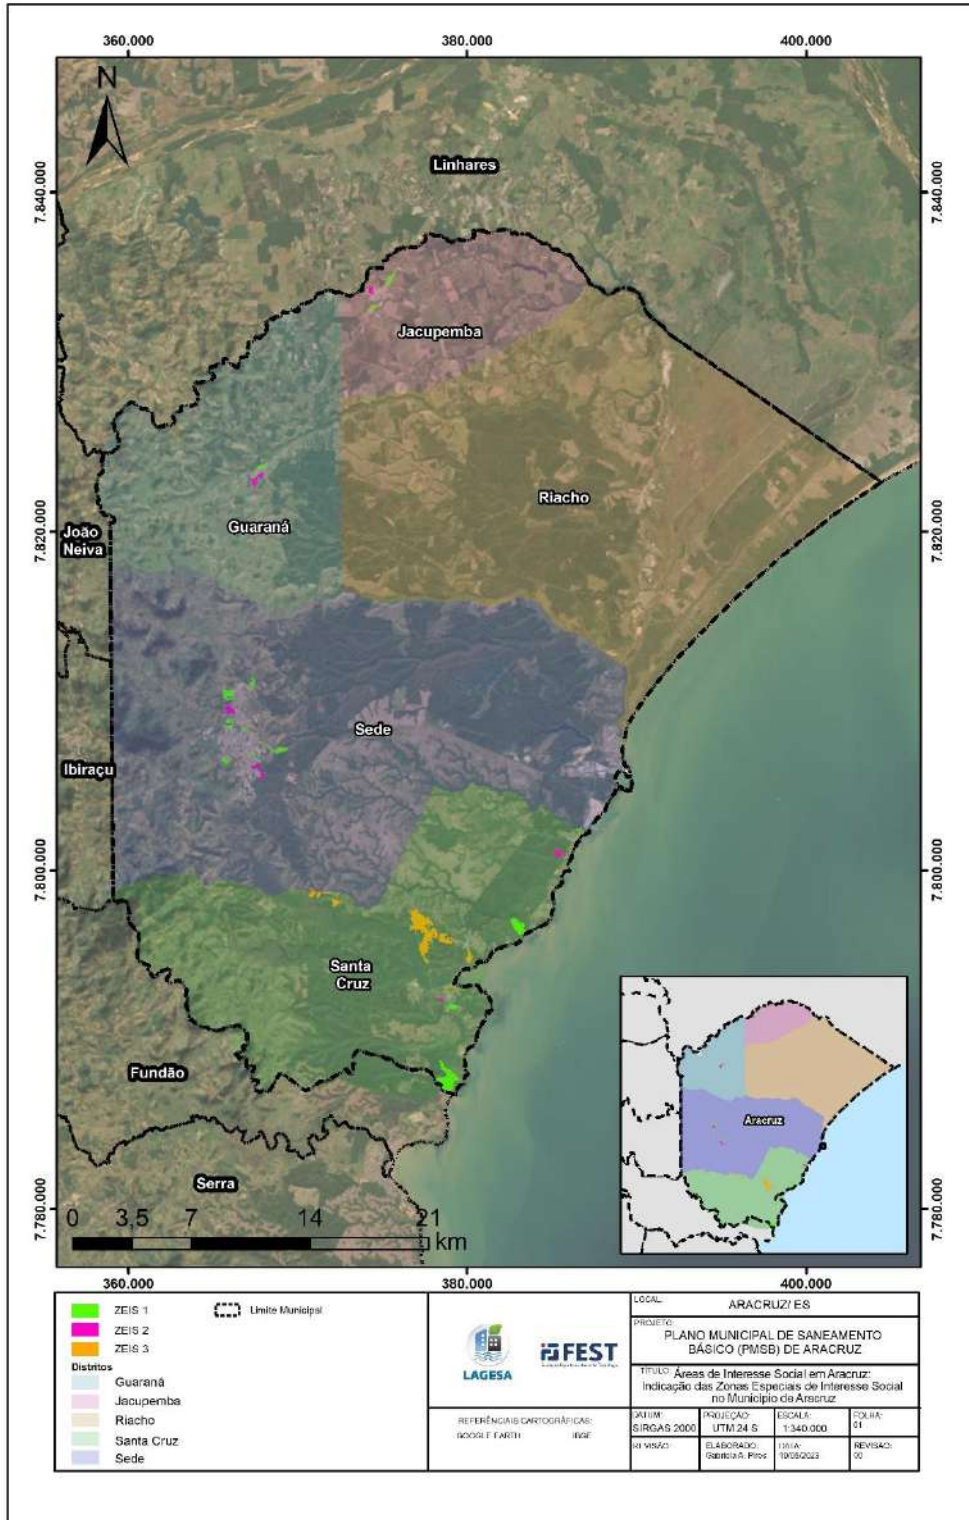 360.000
380.000
400.000
N
Linhares
7.840.000
7.840.000
Jacupemba
Riacho
Guaraná
João
Neiva
7.820.000
7.820.000
Sede
Ibiraçu
7.800.000
7.800.000
Santa
Cruz
Fundão
Aracruz
Serra
7.780.000
7.780.000
0 3,5 7 14 21
km
360.000
380.000
400.000
ZEIS 1
ZEIS 2
ZEIS 3
Limite Municipal
Distritos
Guaraná
Jacupemba
Riacho
Santa Cruz
Sede
LAGESA
FEST
REFERÊNCIAS CARTOGRÁFICAS:
GOOGLE EARTH IBGE
LOCAL:
ARACRUZ/ ES
PROJETO:
PLANO MUNICIPAL DE SANEAMENTO
BÁSICO (PMSB) DE ARACRUZ
TÍTULO: Áreas de Interesse Social em Aracruz:
Indicação das Zonas Especiais de Interesse Social
no Município de Aracruz
DATUM: PROJEÇÃO: ESCALA: FOLHA:
SIRGAS 2000 UTM 24 S 1:340.000 01
REVISÃO: ELABORADO: DATA: REVISÃO:
Gabriela A. 19/05/2023 00